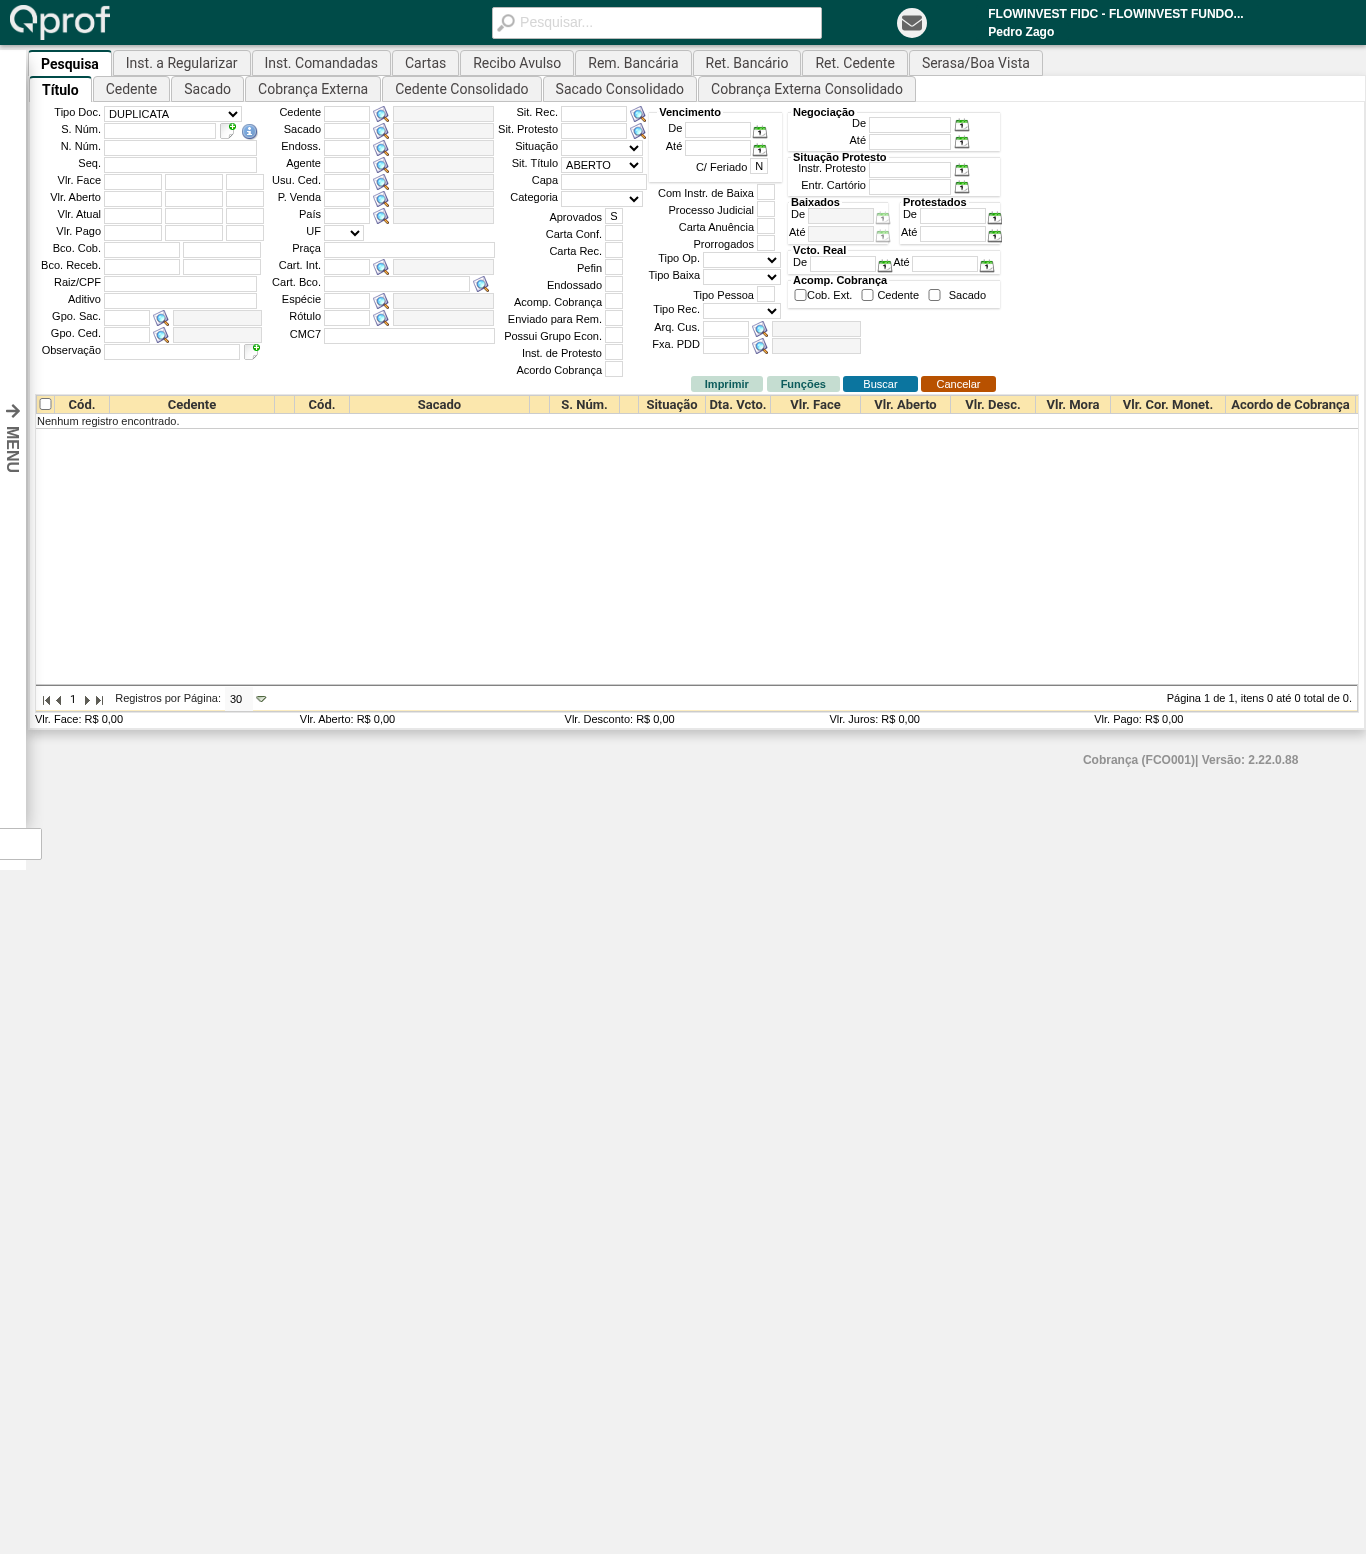 Qprof
Pesquisar...
FLOWINVEST FIDC - FLOWINVEST FUNDO...
Pedro Zago
Pesquisa Inst. a Regularizar Inst. Comandadas Cartas Recibo Avulso Rem. Bancária Ret. Bancário Ret. Cedente Serasa/Boa Vista
Título Cedente Sacado Cobrança Externa Cedente Consolidado Sacado Consolidado Cobrança Externa Consolidado
Tipo Doc. DUPLICATA
S. Núm.
N. Núm.
Seq.
Vlr. Face
Vlr. Aberto
Vlr. Atual
Vlr. Pago
Bco. Cob.
Bco. Receb.
Raiz/CPF
Aditivo
Gpo. Sac.
Gpo. Ced.
Observação
Cedente
Sacado
Endoss.
Agente
Usu. Ced.
P. Venda
País
UF
Praça
Cart. Int.
Cart. Bco.
Espécie
Rótulo
CMC7
Sit. Rec.
Sit. Protesto
Situação
Sit. Título ABERTO
Capa
Categoria
Aprovados S
Carta Conf.
Carta Rec.
Pefin
Endossado
Acomp. Cobrança
Enviado para Rem.
Possui Grupo Econ.
Inst. de Protesto
Acordo Cobrança
Vencimento
De
Até
C/ Feriado N
Com Instr. de Baixa
Processo Judicial
Carta Anuência
Prorrogados
Tipo Op.
Tipo Baixa
Tipo Pessoa
Tipo Rec.
Arq. Cus.
Fxa. PDD
Negociação
De
Até
Situação Protesto
Instr. Protesto
Entr. Cartório
Baixados
De
Até
Protestados
De
Até
Vcto. Real
De Até
Acomp. Cobrança
Cob. Ext. Cedente Sacado
Imprimir Funções Buscar Cancelar
Cód. Cedente Cód. Sacado S. Núm. Situação Dta. Vcto. Vlr. Face Vlr. Aberto Vlr. Desc. Vlr. Mora Vlr. Cor. Monet. Acordo de Cobrança
Nenhum registro encontrado.
MENU
1 Registros por Página: 30 Página 1 de 1, itens 0 até 0 total de 0.
Vlr. Face: R$ 0,00 Vlr. Aberto: R$ 0,00 Vlr. Desconto: R$ 0,00 Vlr. Juros: R$ 0,00 Vlr. Pago: R$ 0,00
Cobrança (FCO001)| Versão: 2.22.0.88